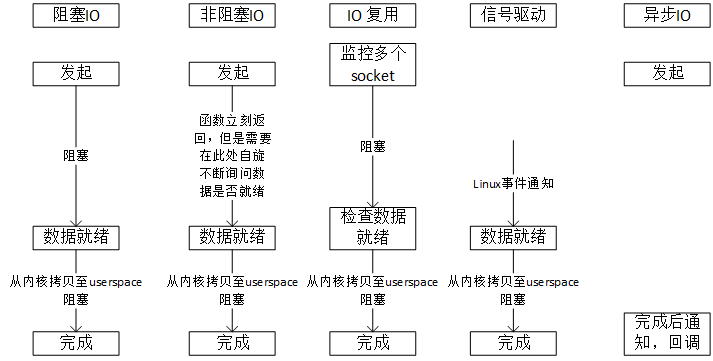 阻塞IO
发起
阻塞
数据就绪
从内核拷贝至userspace
阻塞
完成
非阻塞IO
发起
函数立刻返
回，但是需要
在此处自旋
不断询问数
据是否就绪
数据就绪
从内核拷贝至userspace
阻塞
完成
IO 复用
监控多个
socket
阻塞
检查数据
就绪
从内核拷贝至userspace
阻塞
完成
信号驱动
Linux事件通知
数据就绪
从内核拷贝至userspace
阻塞
完成
异步IO
发起
完成后通
知，回调